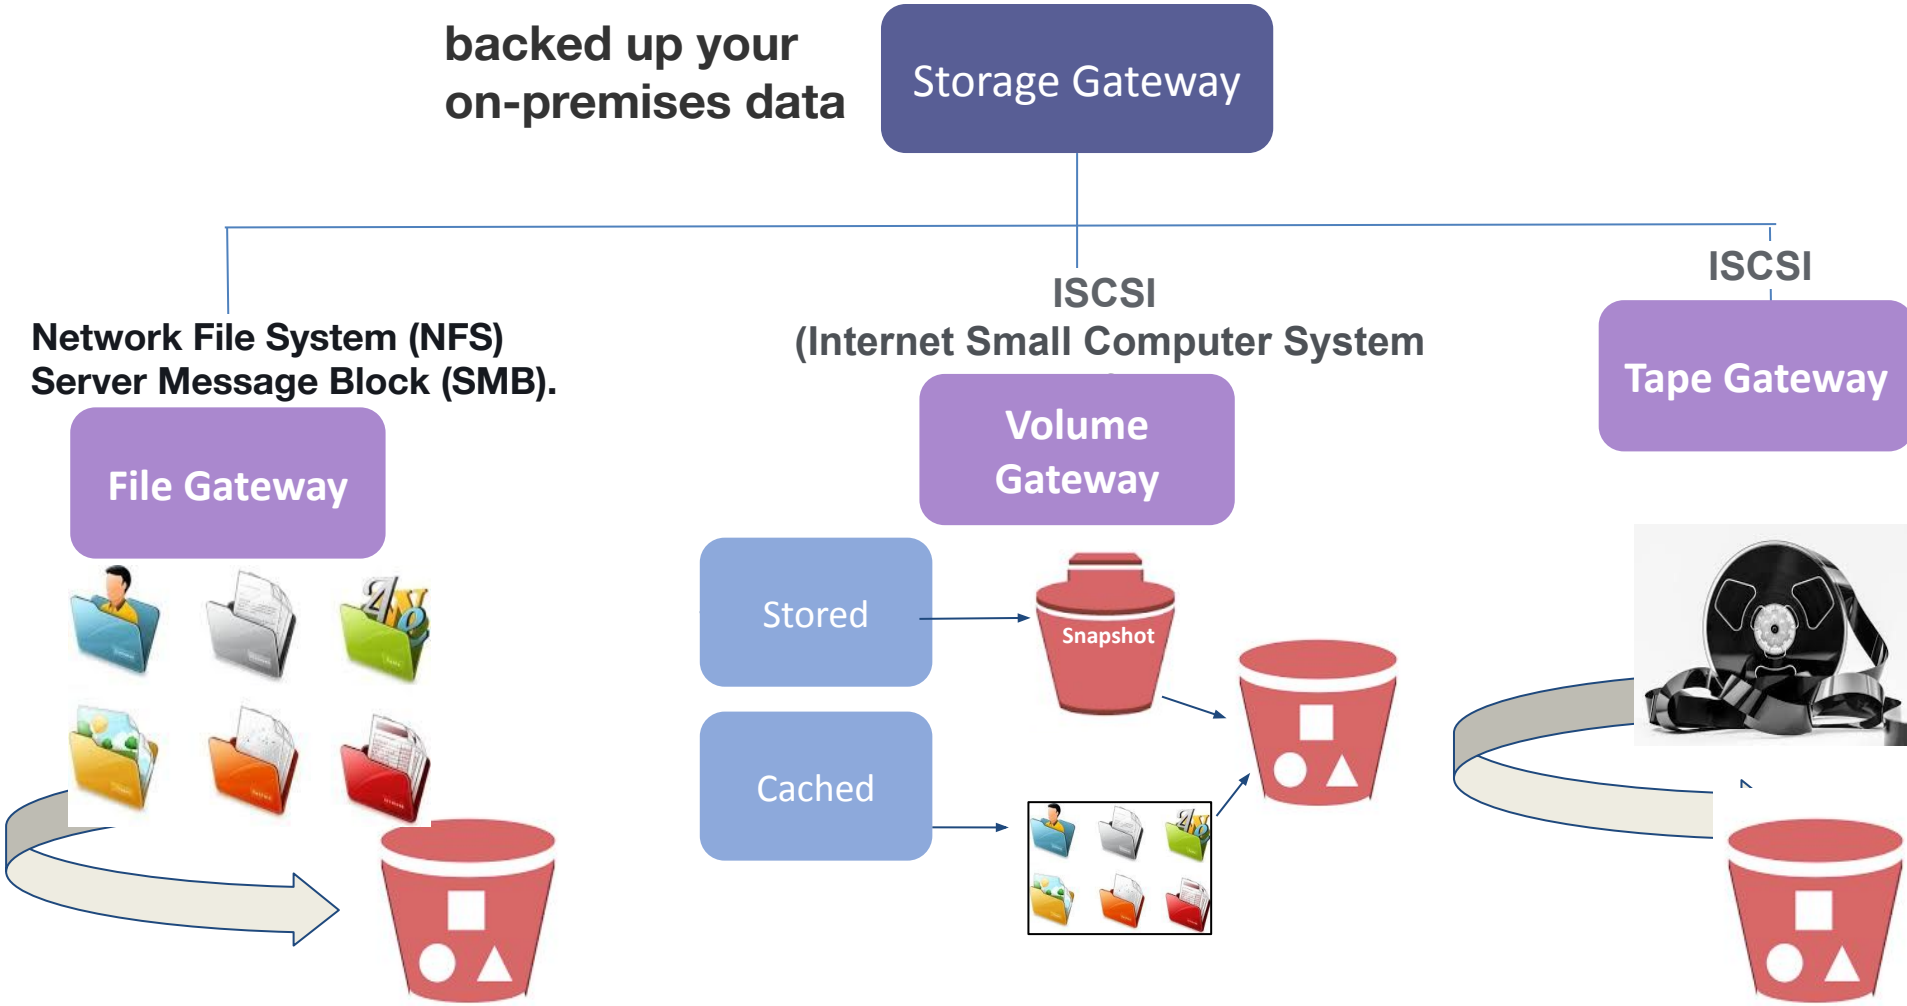 backed up your
on-premises data
Storage Gateway
Network File System (NFS)
Server Message Block (SMB).
File Gateway
ISCSI
(Internet Small Computer System
Volume
Gateway
Stored
Snapshot
Cached
ISCSI
Tape Gateway